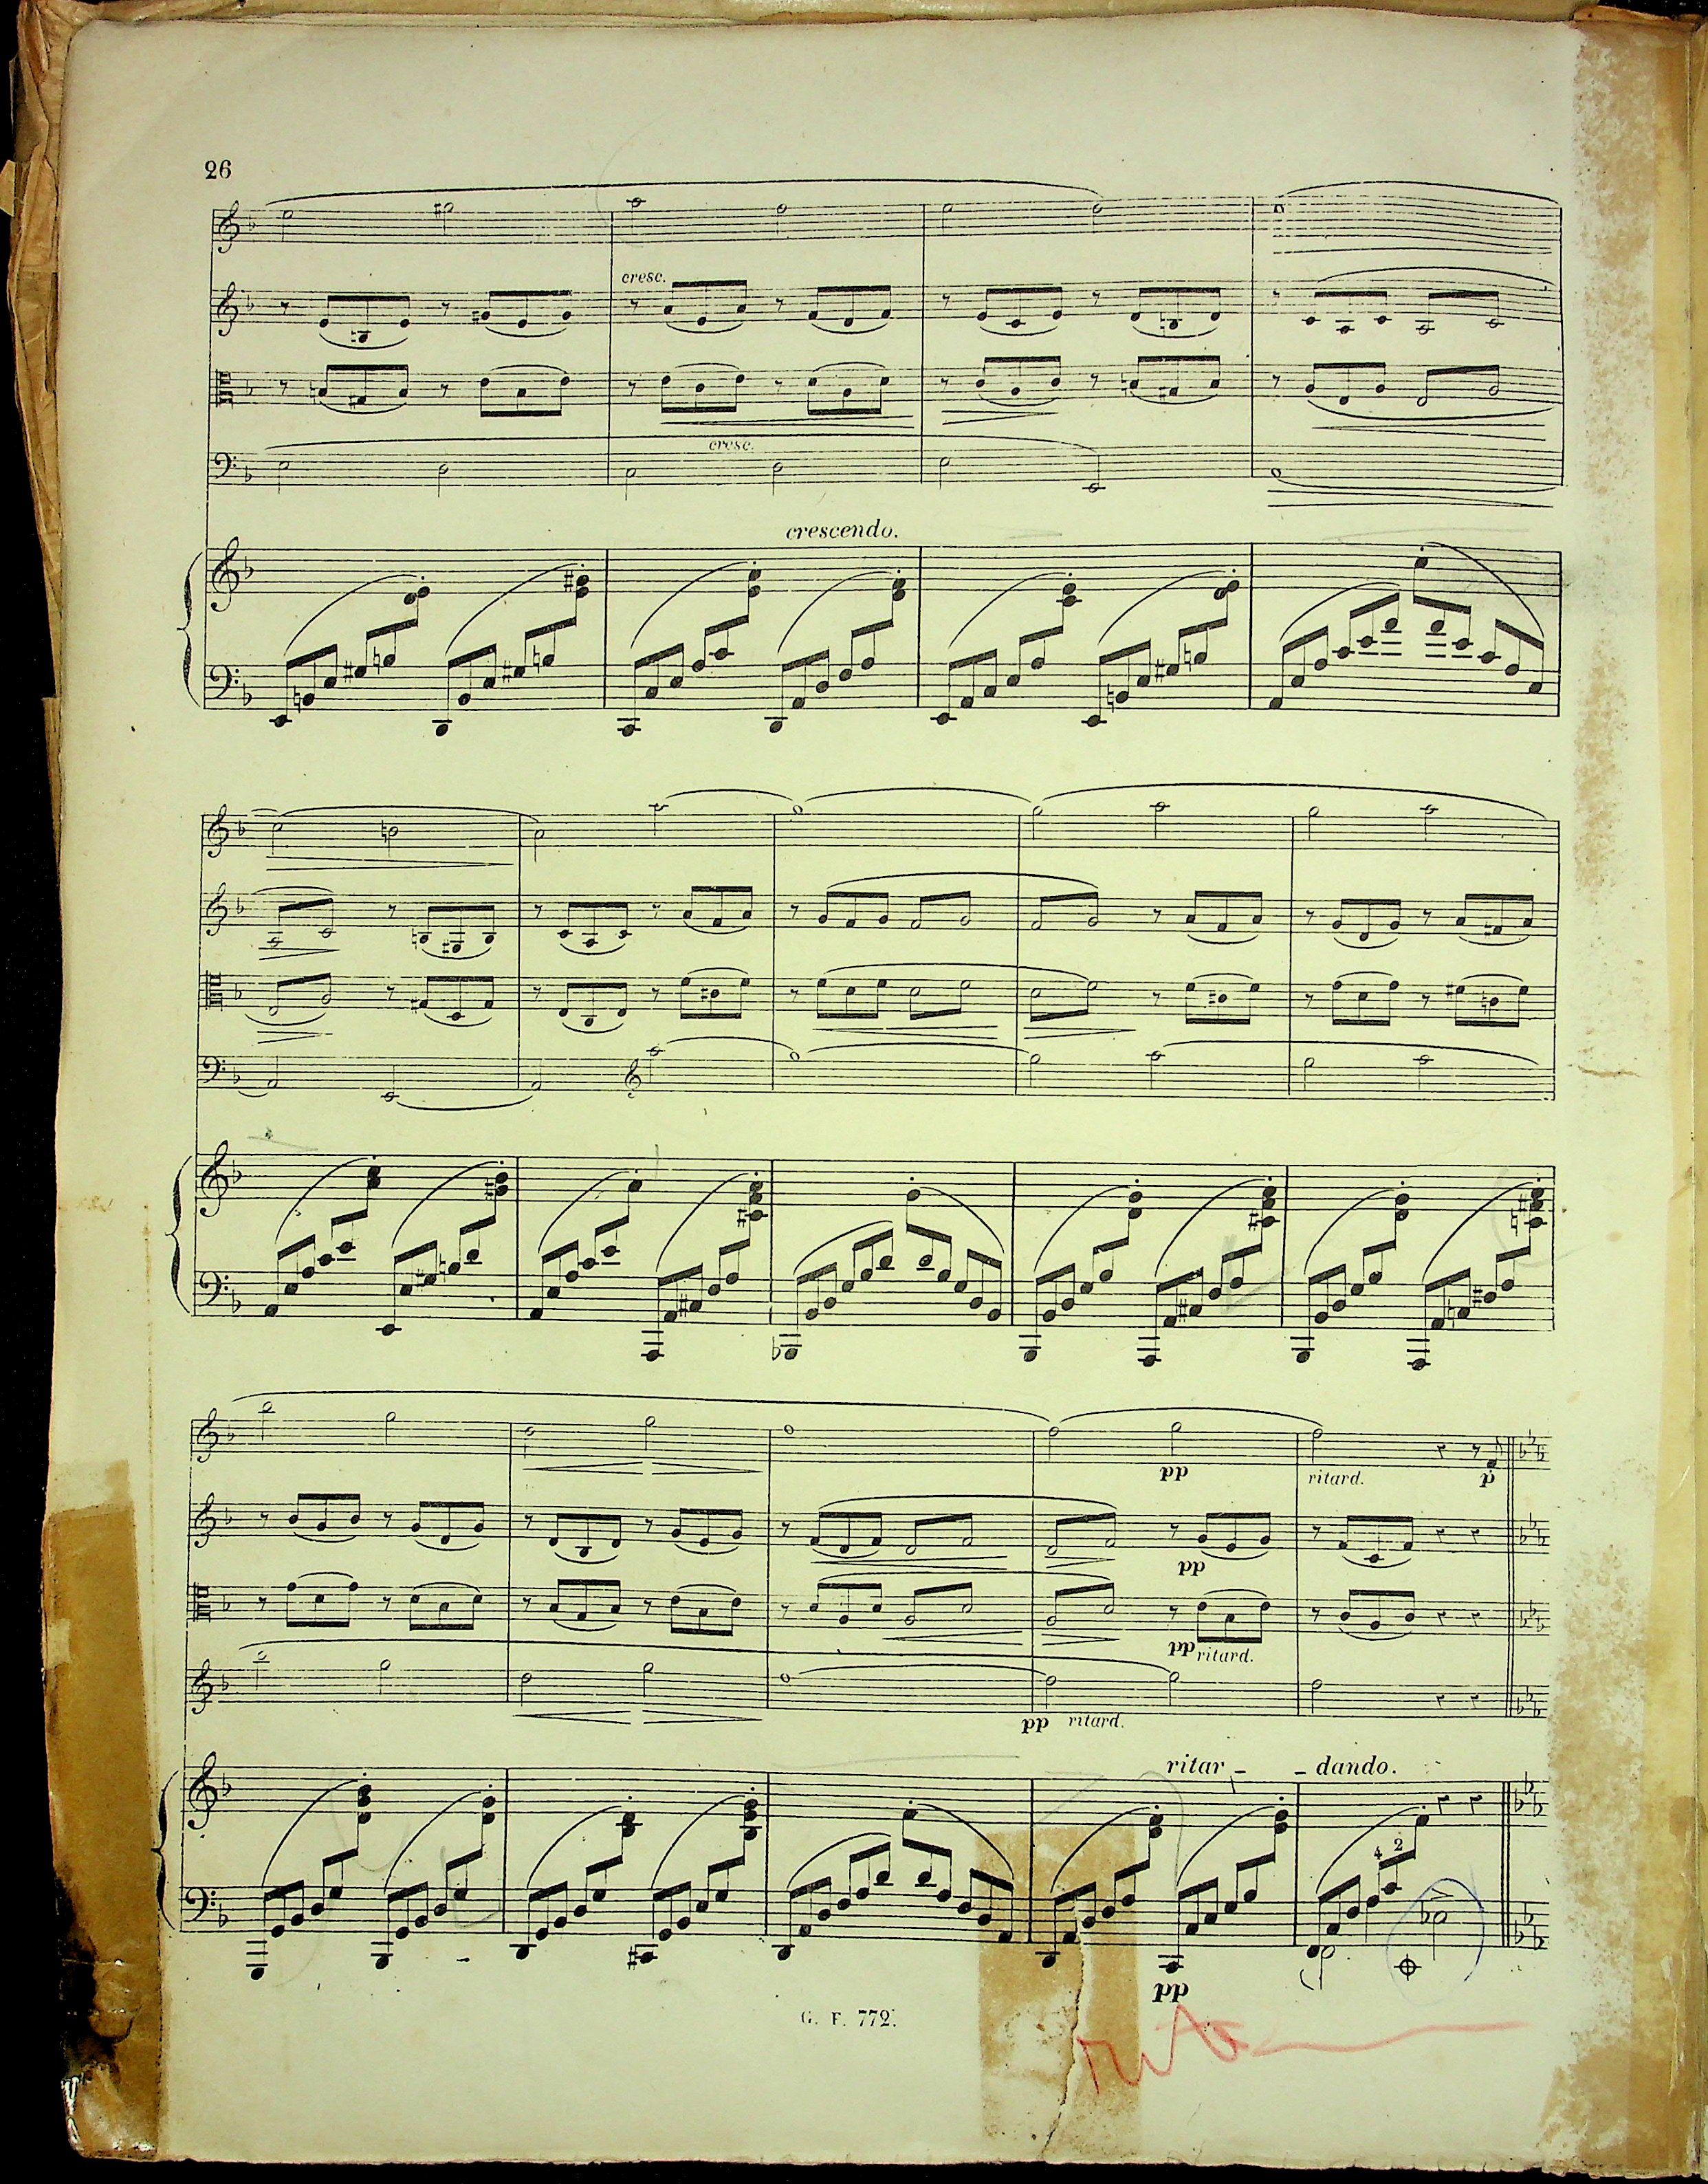 26
cresc.
cresc.
crescendo.
pp
ritard.
p
pp
pp ritard.
pp ritard.
ritar - - dando.
4 2
pp
G. F. 772.